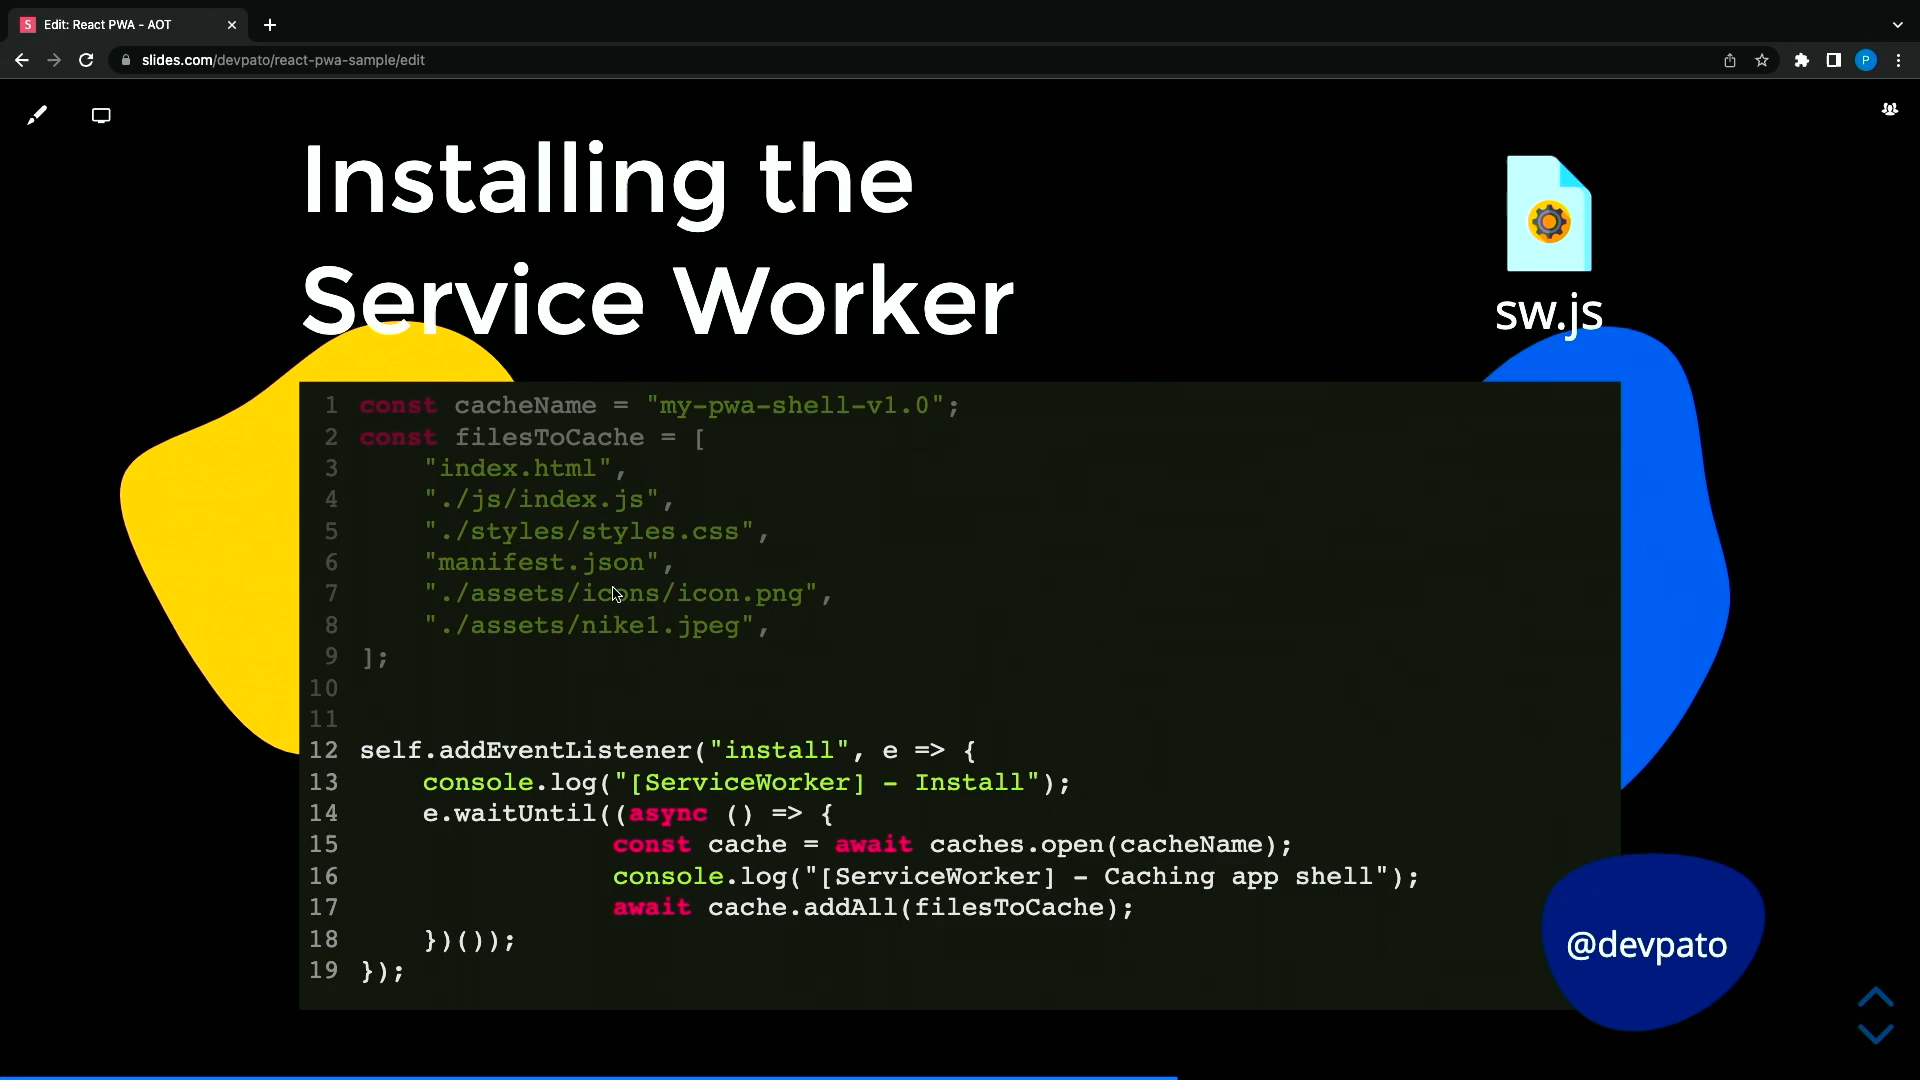 S Edit: React PWA - AOT
slides.com/devpato/react-pwa-sample/edit
P
Installing the
Service Worker
sw.js
1 const cacheName = "my-pwa-shell-v1.0";
2 const filesToCache = [
3 "index.html",
4 "./js/index.js",
5 "./styles/styles.css",
6 "manifest.json",
7 "./assets/icons/icon.png",
8 "./assets/nike1.jpeg",
9 ];
10
11
12 self.addEventListener("install", e => {
13 console.log("[ServiceWorker] - Install");
14 e.waitUntil((async () => {
15 const cache = await caches.open(cacheName);
16 console.log("[ServiceWorker] - Caching app shell");
17 await cache.addAll(filesToCache);
18 })());
19 });
@devpato